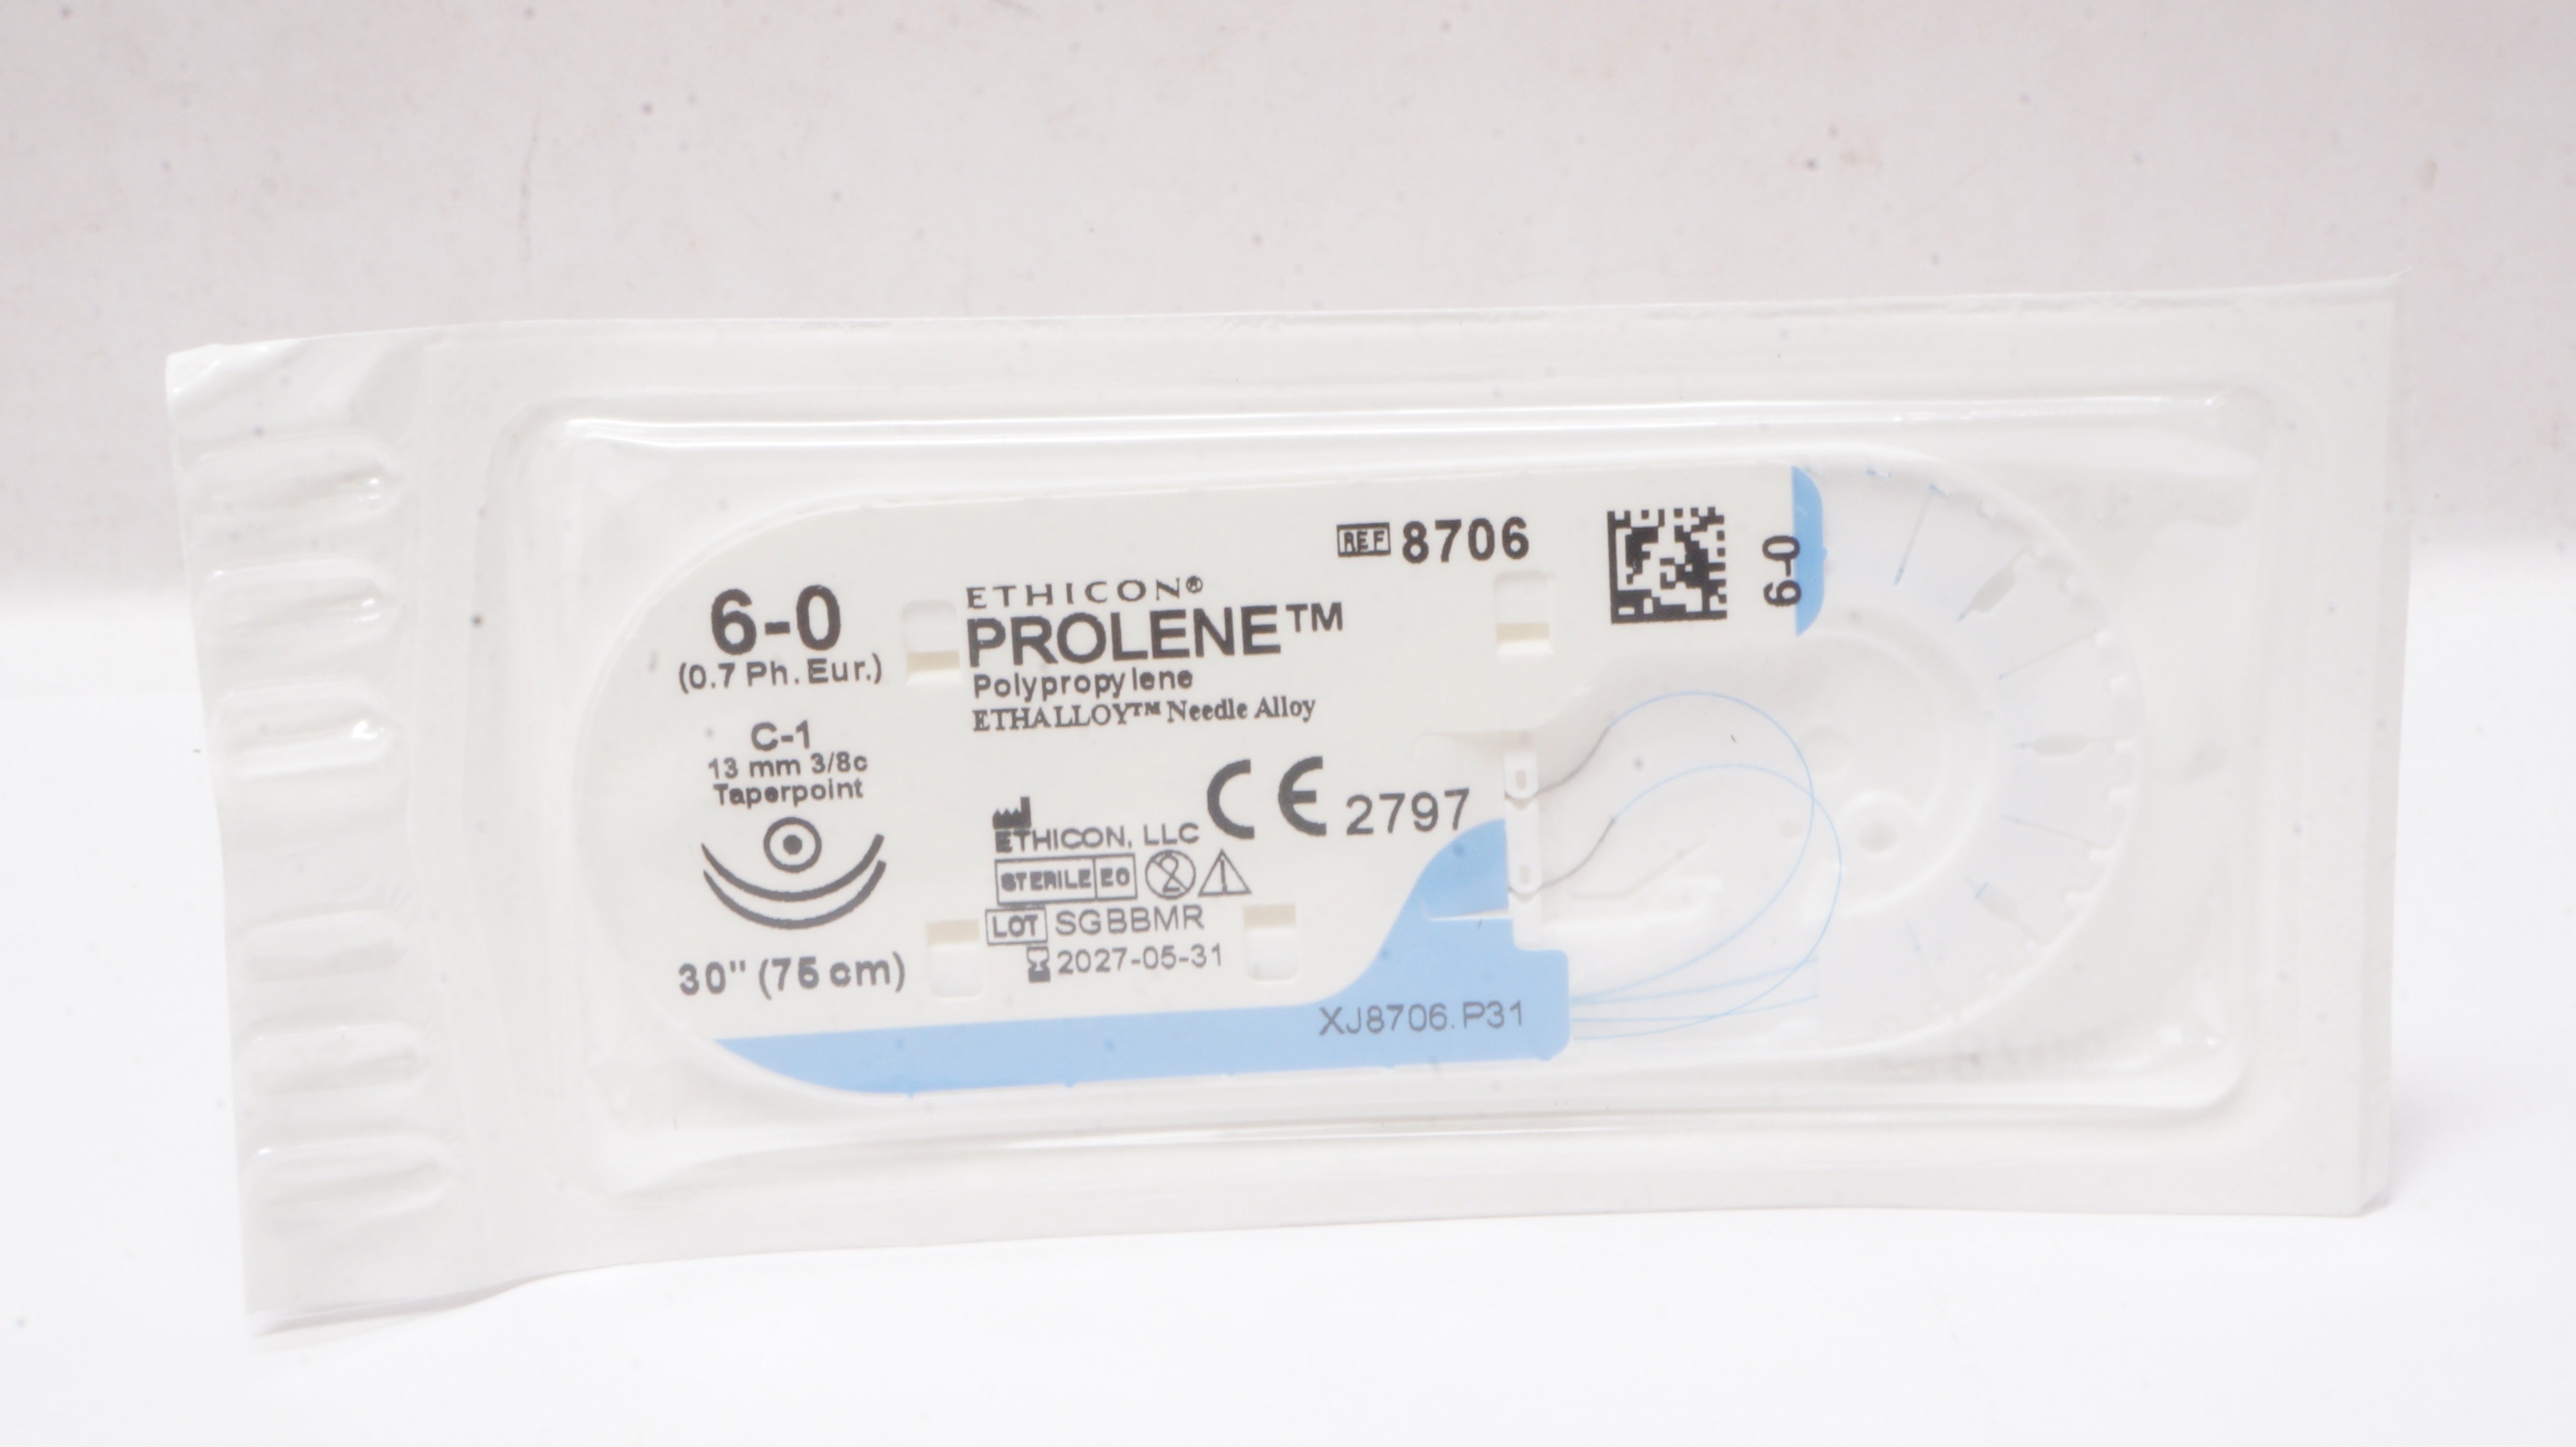 6-0
(0.7 Ph. Eur.)
C-1
13 mm 3/8c
Taperpoint
30" (75 cm)
REF 8706
ETHICON®
PROLENE™
Polypropylene
ETHALLOY™ Needle Alloy
CE 2797
ETHICON, LLC
STERILE EO 2
LOT SGBBMR
2027-05-31
XJ8706.P31
6-0